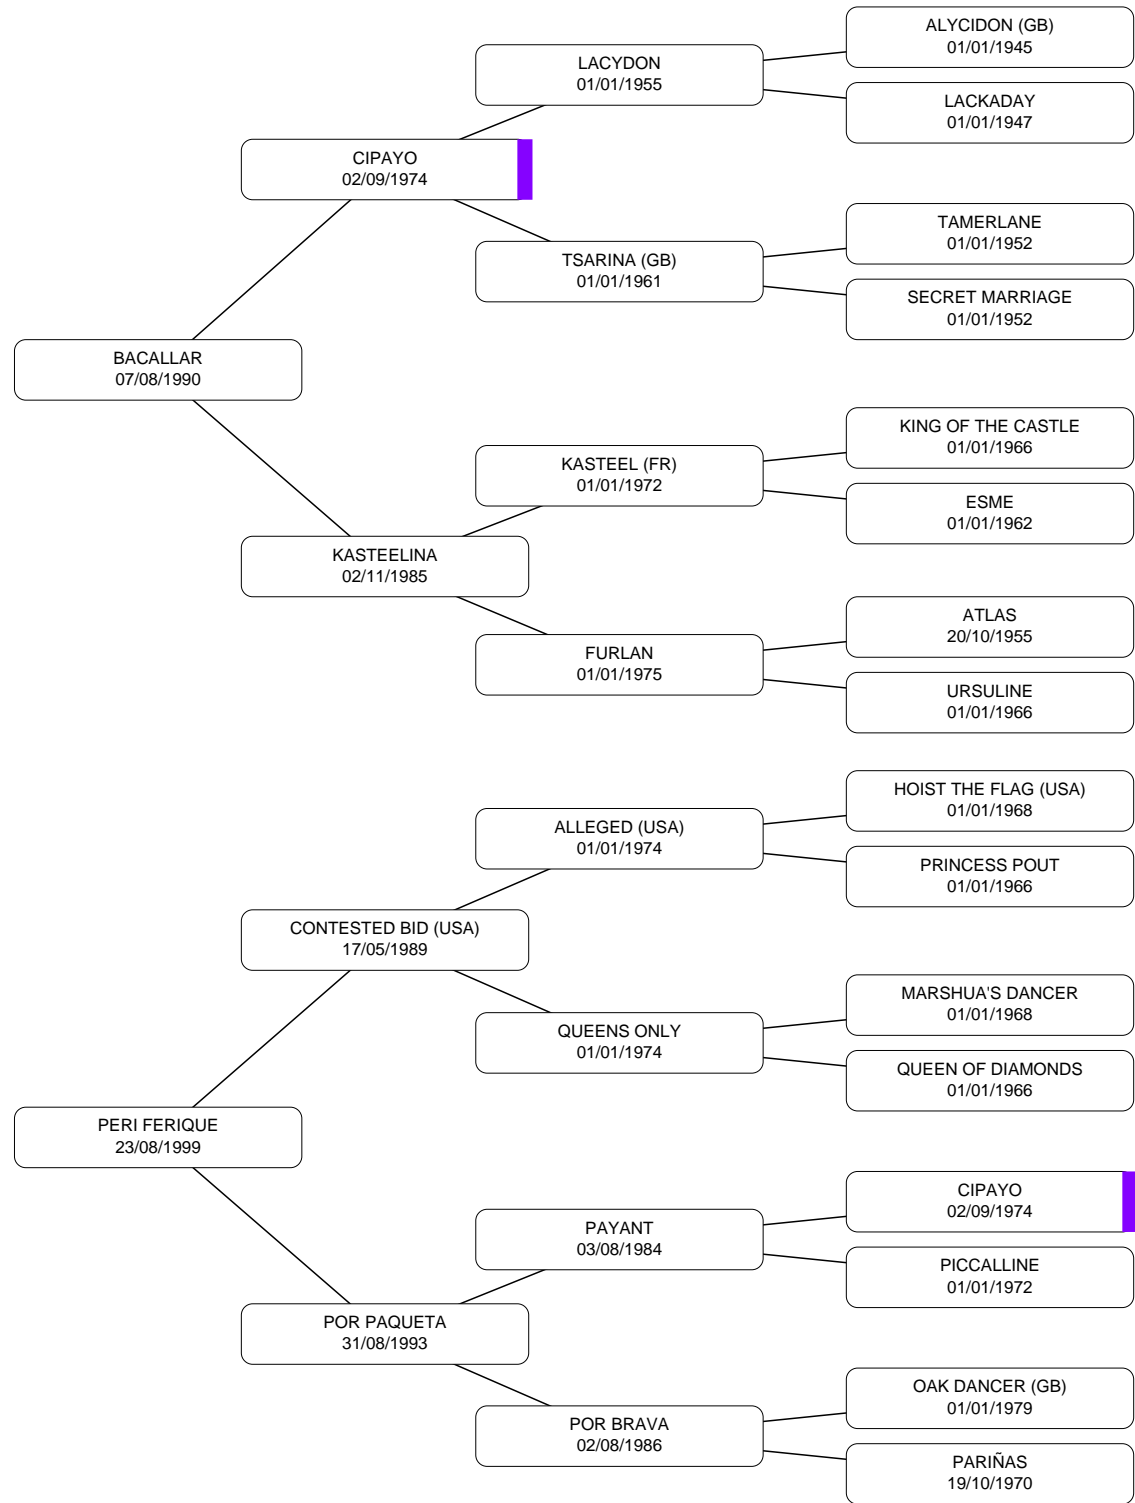 ALYCIDON (GB)
01/01/1945
LACYDON
01/01/1955
LACKADAY
01/01/1947
CIPAYO
02/09/1974
TAMERLANE
01/01/1952
TSARINA (GB)
01/01/1961
SECRET MARRIAGE
01/01/1952
BACALLAR
07/08/1990
KING OF THE CASTLE
01/01/1966
KASTEEL (FR)
01/01/1972
ESME
01/01/1962
KASTEELINA
02/11/1985
ATLAS
20/10/1955
FURLAN
01/01/1975
URSULINE
01/01/1966
HOIST THE FLAG (USA)
01/01/1968
ALLEGED (USA)
01/01/1974
PRINCESS POUT
01/01/1966
CONTESTED BID (USA)
17/05/1989
MARSHUA'S DANCER
01/01/1968
QUEENS ONLY
01/01/1974
QUEEN OF DIAMONDS
01/01/1966
PERI FERIQUE
23/08/1999
CIPAYO
02/09/1974
PAYANT
03/08/1984
PICCALLINE
01/01/1972
POR PAQUETA
31/08/1993
OAK DANCER (GB)
01/01/1979
POR BRAVA
02/08/1986
PARIÑAS
19/10/1970